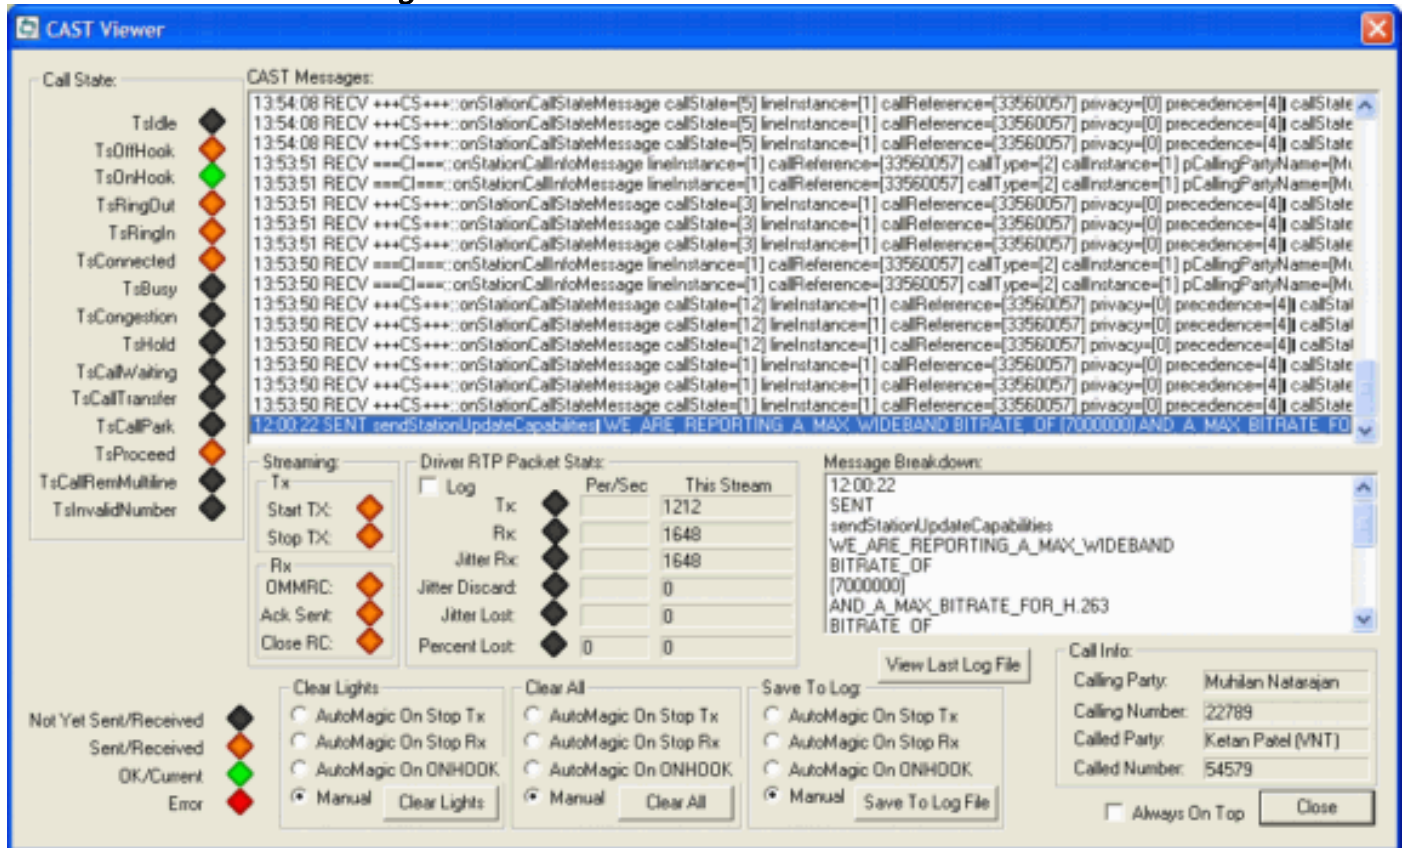 CAST Viewer
Call State:
TsIdle
TsOffHook
TsOnHook
TsRingOut
TsRingIn
TsConnected
TsBusy
TsCongestion
TsHold
TsCallWaiting
TsCallTransfer
TsCallPark
TsProceed
TsCallRemMultiline
TsInvalidNumber
CAST Messages:
13:54:08 RECV +++CS+++::onStationCallStateMessage callState=[5] lineInstance=[1] callReference=[33560057] privacy=[0] precedence=[4]| callState
13:54:08 RECV +++CS+++::onStationCallStateMessage callState=[5] lineInstance=[1] callReference=[33560057] privacy=[0] precedence=[4]| callState
13:54:08 RECV +++CS+++::onStationCallStateMessage callState=[5] lineInstance=[1] callReference=[33560057] privacy=[0] precedence=[4]| callState
13:53:51 RECV ===CI===::onStationCallInfoMessage lineInstance=[1] callReference=[33560057] callType=[2] callInstance=[1] pCallingPartyName=[Mu
13:53:51 RECV ===CI===::onStationCallInfoMessage lineInstance=[1] callReference=[33560057] callType=[2] callInstance=[1] pCallingPartyName=[Mu
13:53:51 RECV +++CS+++::onStationCallStateMessage callState=[3] lineInstance=[1] callReference=[33560057] privacy=[0] precedence=[4]| callState
13:53:51 RECV +++CS+++::onStationCallStateMessage callState=[3] lineInstance=[1] callReference=[33560057] privacy=[0] precedence=[4]| callState
13:53:51 RECV +++CS+++::onStationCallStateMessage callState=[3] lineInstance=[1] callReference=[33560057] privacy=[0] precedence=[4]| callState
13:53:50 RECV ===CI===::onStationCallInfoMessage lineInstance=[1] callReference=[33560057] callType=[2] callInstance=[1] pCallingPartyName=[Mu
13:53:50 RECV ===CI===::onStationCallInfoMessage lineInstance=[1] callReference=[33560057] callType=[2] callInstance=[1] pCallingPartyName=[Mu
13:53:50 RECV +++CS+++::onStationCallStateMessage callState=[12] lineInstance=[1] callReference=[33560057] privacy=[0] precedence=[4]| callStat
13:53:50 RECV +++CS+++::onStationCallStateMessage callState=[12] lineInstance=[1] callReference=[33560057] privacy=[0] precedence=[4]| callStat
13:53:50 RECV +++CS+++::onStationCallStateMessage callState=[12] lineInstance=[1] callReference=[33560057] privacy=[0] precedence=[4]| callStat
13:53:50 RECV +++CS+++::onStationCallStateMessage callState=[1] lineInstance=[1] callReference=[33560057] privacy=[0] precedence=[4]| callState
13:53:50 RECV +++CS+++::onStationCallStateMessage callState=[1] lineInstance=[1] callReference=[33560057] privacy=[0] precedence=[4]| callState
13:53:50 RECV +++CS+++::onStationCallStateMessage callState=[1] lineInstance=[1] callReference=[33560057] privacy=[0] precedence=[4]| callState
12:00:22 SENT sendStationUpdateCapabilities| WE_ARE_REPORTING_A_MAX_WIDEBAND BITRATE_OF [7000000] AND_A_MAX_BITRATE_FO
Streaming:
Tx
Start TX:
Stop TX:
Rx
OMMRC:
Ack Sent:
Close RC:
Driver RTP Packet Stats:
Log Per/Sec This Stream
Tx: 1212
Rx: 1648
Jitter Rx: 1648
Jitter Discard: 0
Jitter Lost: 0
Percent Lost: 0 0
Message Breakdown:
12:00:22
SENT
sendStationUpdateCapabilities
WE_ARE_REPORTING_A_MAX_WIDEBAND
BITRATE_OF
[7000000]
AND_A_MAX_BITRATE_FOR_H.263
BITRATE_OF
View Last Log File
Not Yet Sent/Received
Sent/Received
OK/Current
Error
Clear Lights
AutoMagic On Stop Tx
AutoMagic On Stop Rx
AutoMagic On ONHOOK
Manual Clear Lights
Clear All
AutoMagic On Stop Tx
AutoMagic On Stop Rx
AutoMagic On ONHOOK
Manual Clear All
Save To Log:
AutoMagic On Stop Tx
AutoMagic On Stop Rx
AutoMagic On ONHOOK
Manual Save To Log File
Call Info:
Calling Party: Muhilan Natarajan
Calling Number: 22789
Called Party: Ketan Patel (VNT)
Called Number: 54579
Always On Top Close